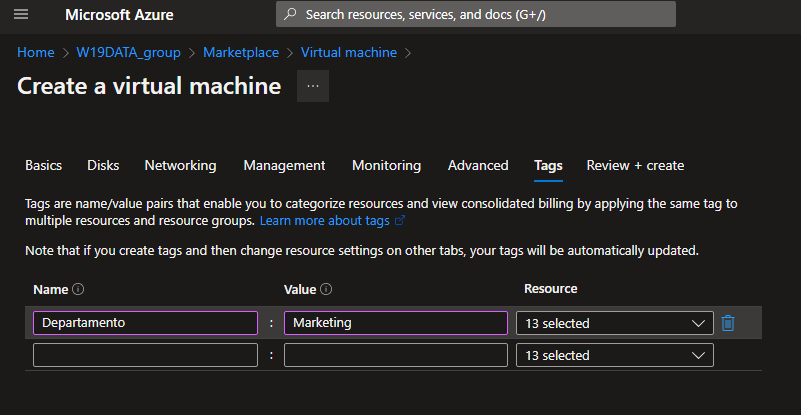 Microsoft Azure
Search resources, services, and docs (G+/)
Home > W19DATA_group > Marketplace > Virtual machine >
Create a virtual machine ...
Basics Disks Networking Management Monitoring Advanced Tags Review + create
Tags are name/value pairs that enable you to categorize resources and view consolidated billing by applying the same tag to
multiple resources and resource groups. Learn more about tags
Note that if you create tags and then change resource settings on other tabs, your tags will be automatically updated.
Name Value Resource
Departamento : Marketing 13 selected
: 13 selected